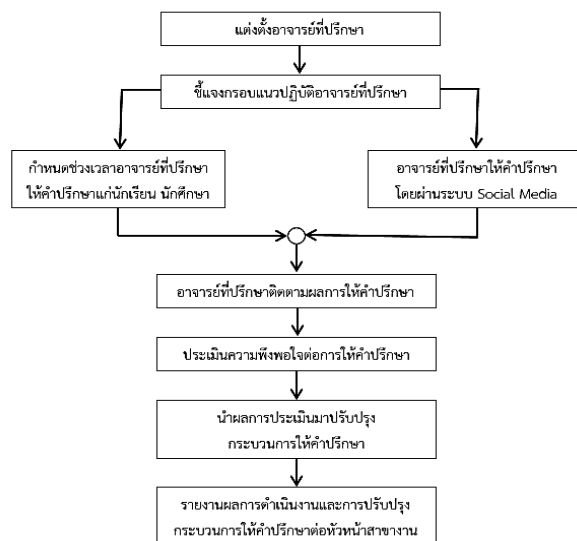 แต่งตั้งอาจารย์ที่ปรึกษา
ชี้แจงกรอบแนวปฏิบัติอาจารย์ที่ปรึกษา
กำหนดช่วงเวลาอาจารย์ที่ปรึกษา
ให้คำปรึกษาแก่นักเรียน นักศึกษา
อาจารย์ที่ปรึกษาให้คำปรึกษา
โดยผ่านระบบ Social Media
อาจารย์ที่ปรึกษาติดตามผลการให้คำปรึกษา
ประเมินความพึงพอใจต่อการให้คำปรึกษา
นำผลการประเมินมาปรับปรุง
กระบวนการให้คำปรึกษา
รายงานผลการดำเนินงานและการปรับปรุง
กระบวนการให้คำปรึกษาต่อหัวหน้าสาขางาน